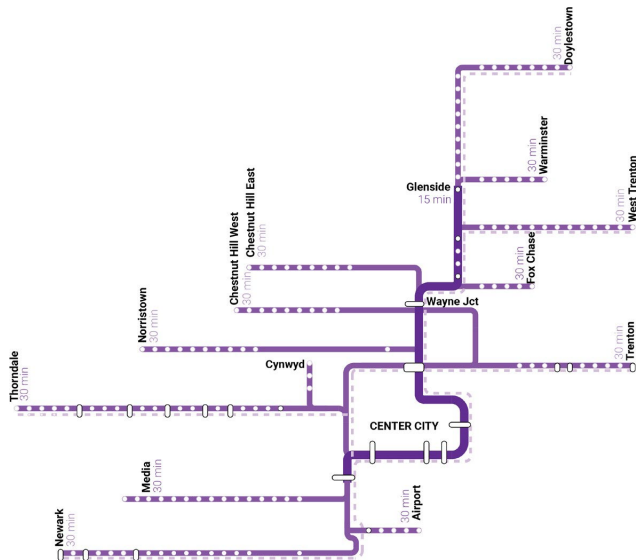 Doylestown
30 min
Warminster
30 min
Glenside
15 min
West Trenton
30 min
Fox Chase
30 min
Chestnut Hill East
30 min
Chestnut Hill West
30 min
Wayne Jct
Norristown
30 min
Trenton
30 min
Cynwyd
Thorndale
30 min
CENTER CITY
Media
30 min
Airport
30 min
Newark
30 min